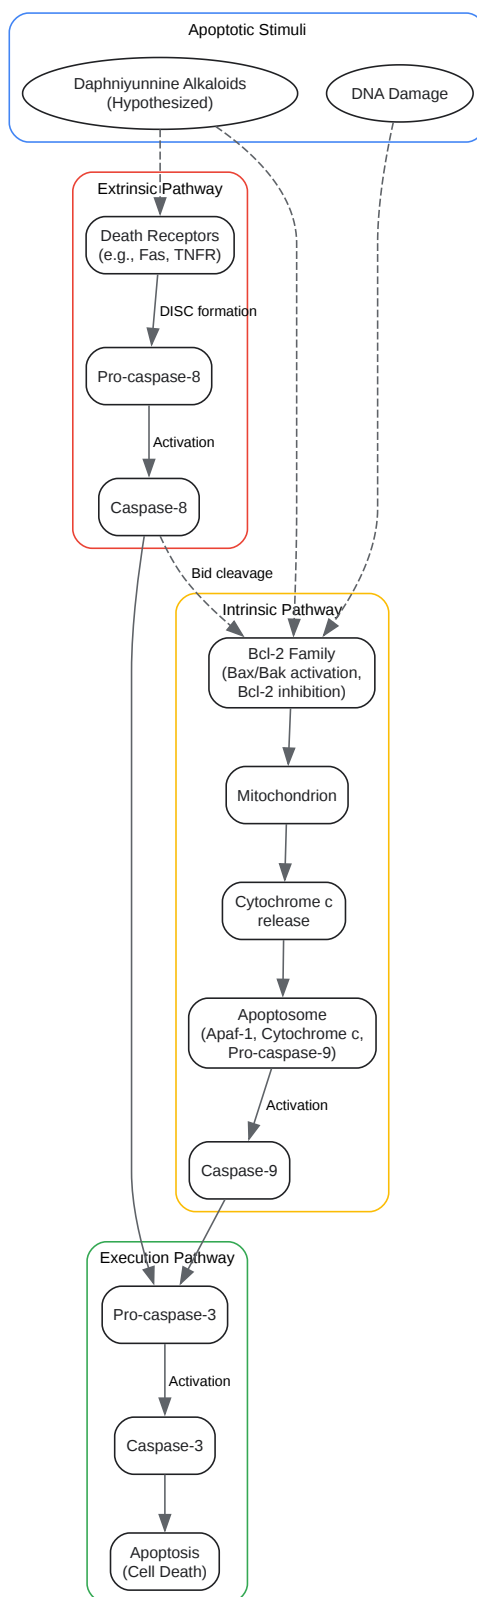 Apoptotic Stimuli
Daphniyunnine Alkaloids
(Hypothesized)
DNA Damage
Extrinsic Pathway
Death Receptors
(e.g., Fas, TNFR)
DISC formation
Pro-caspase-8
Activation
Caspase-8
Bid cleavage
Intrinsic Pathway
Bcl-2 Family
(Bax/Bak activation,
Bcl-2 inhibition)
Mitochondrion
Cytochrome c
release
Apoptosome
(Apaf-1, Cytochrome c,
Pro-caspase-9)
Activation
Caspase-9
Execution Pathway
Pro-caspase-3
Activation
Caspase-3
Apoptosis
(Cell Death)